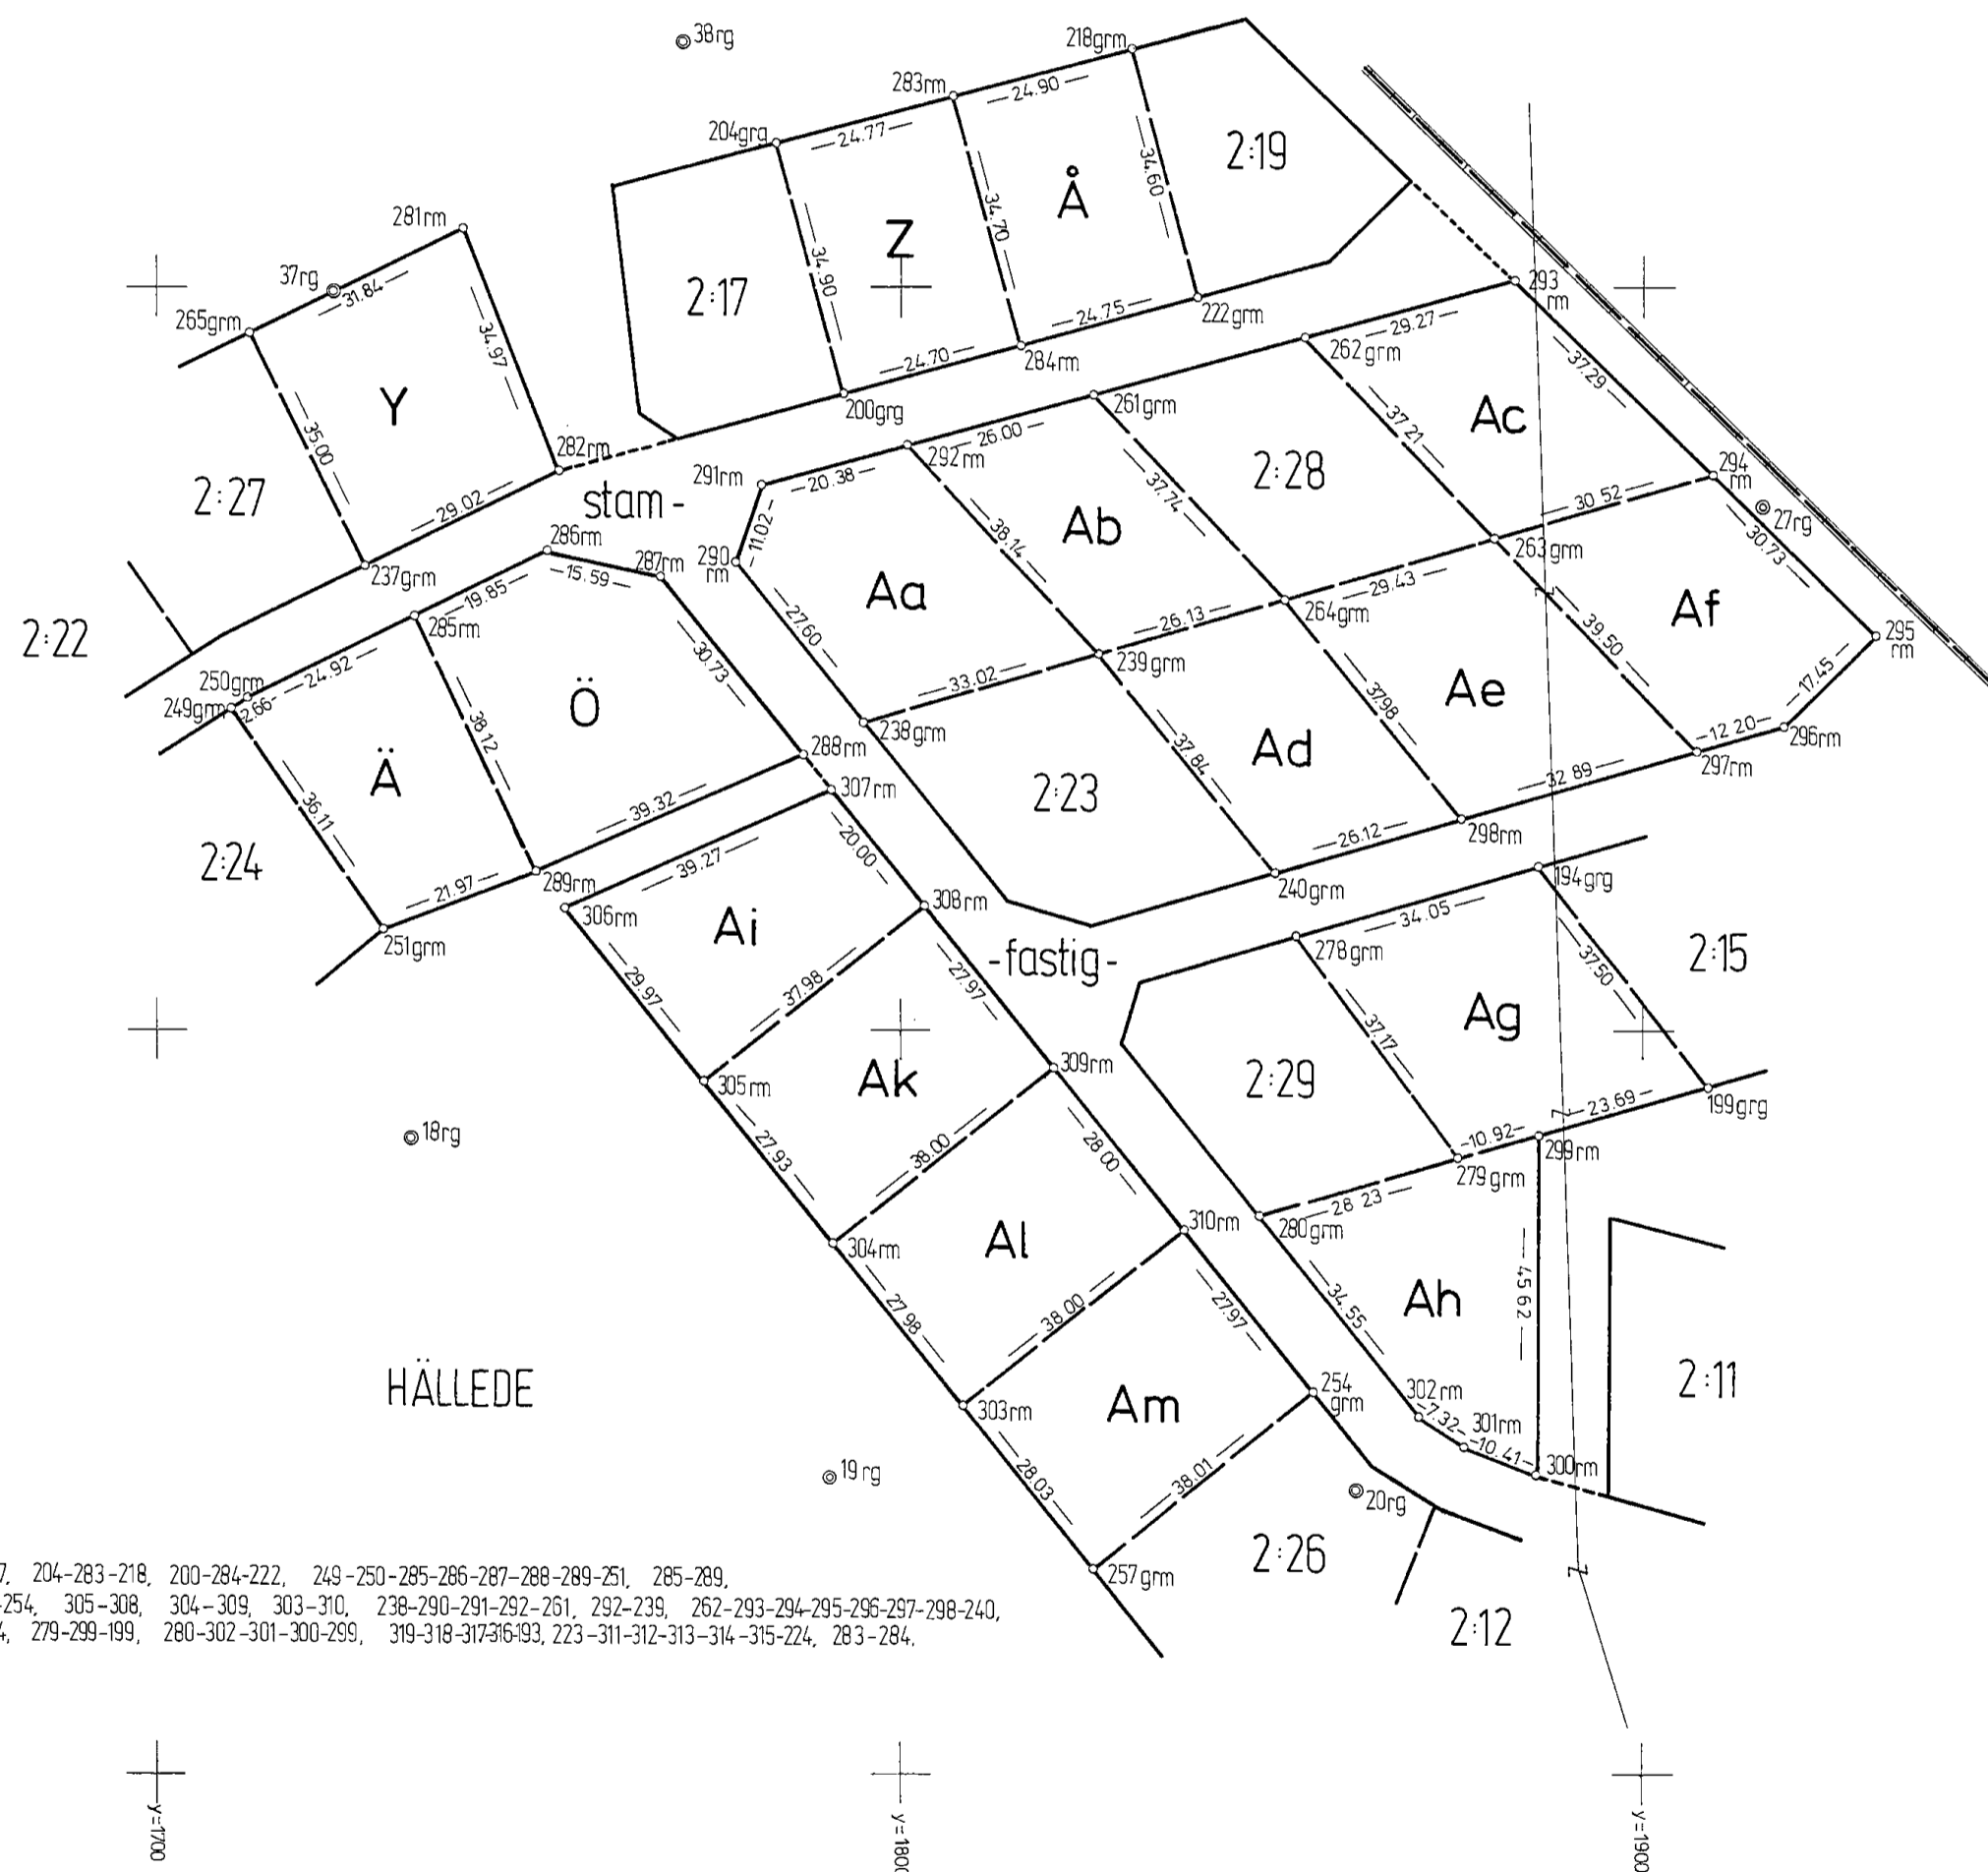 38rg
218grm
283rm
24.90
204grg
24.77
2:19
34.60
Å
34.70
Z
281rm
37rg
31.84
34.97
34.90
2:17
293
rm
265grm
24.75
222grm
29.27
262grm
37.29
24.70
284rm
Y
200grg
261grm
37.21
Ac
35.00
282rm
26.00
292rm
291rm
20.38
2:28
294
rm
2:27
29.02
stam-
37.74
30 52
27rg
286rm
11.02
38.14
Ab
263grm
30.73
15.59
287rm
290
rm
237grm
19.85
Aa
29.43
264grm
Af
285rm
27.60
26.13
39.50
2:22
295
rm
30.73
239grm
250grm
24.92
33.02
17.45
249grm
2.66
Ö
Ae
38.12
238grm
37.98
12 20
296rm
Ä
288rm
Ad
297rm
36.11
307rm
2:23
37.84
32 89
39.32
298rm
2:24
20.00
26.12
39.27
21.97
289rm
240grm
194grg
306rm
308rm
34.05
251grm
Ai
-fastig-
278grm
2:15
29.97
37.98
27.97
37.50
Ag
37.17
305rm
Ak
309rm
2:29
199grg
23.69
10.92
18rg
299rm
27.93
38.00
28 00
279grm
28 23
280grm
310rm
304rm
Al
45 62
34.55
Ah
27.98
38 00
27.97
HÄLLEDE
2:11
254
grm
302rm
303rm
Am
7.32
301rm
10.41
300rm
19 rg
28.03
38.01
20rg
257grm
2:26
7, 204-283-218, 200-284-222, 249-250-285-286-287-288-289-251, 285-289,
-254, 305-308, 304-309, 303-310, 238-290-291-292-261, 292-239, 262-293-294-295-296-297-298-240,
4, 279-299-199, 280-302-301-300-299, 319-318-317-316-193, 223-311-312-313-314-315-224, 283-284.
2:12
y=1700
y=1800
y=1900